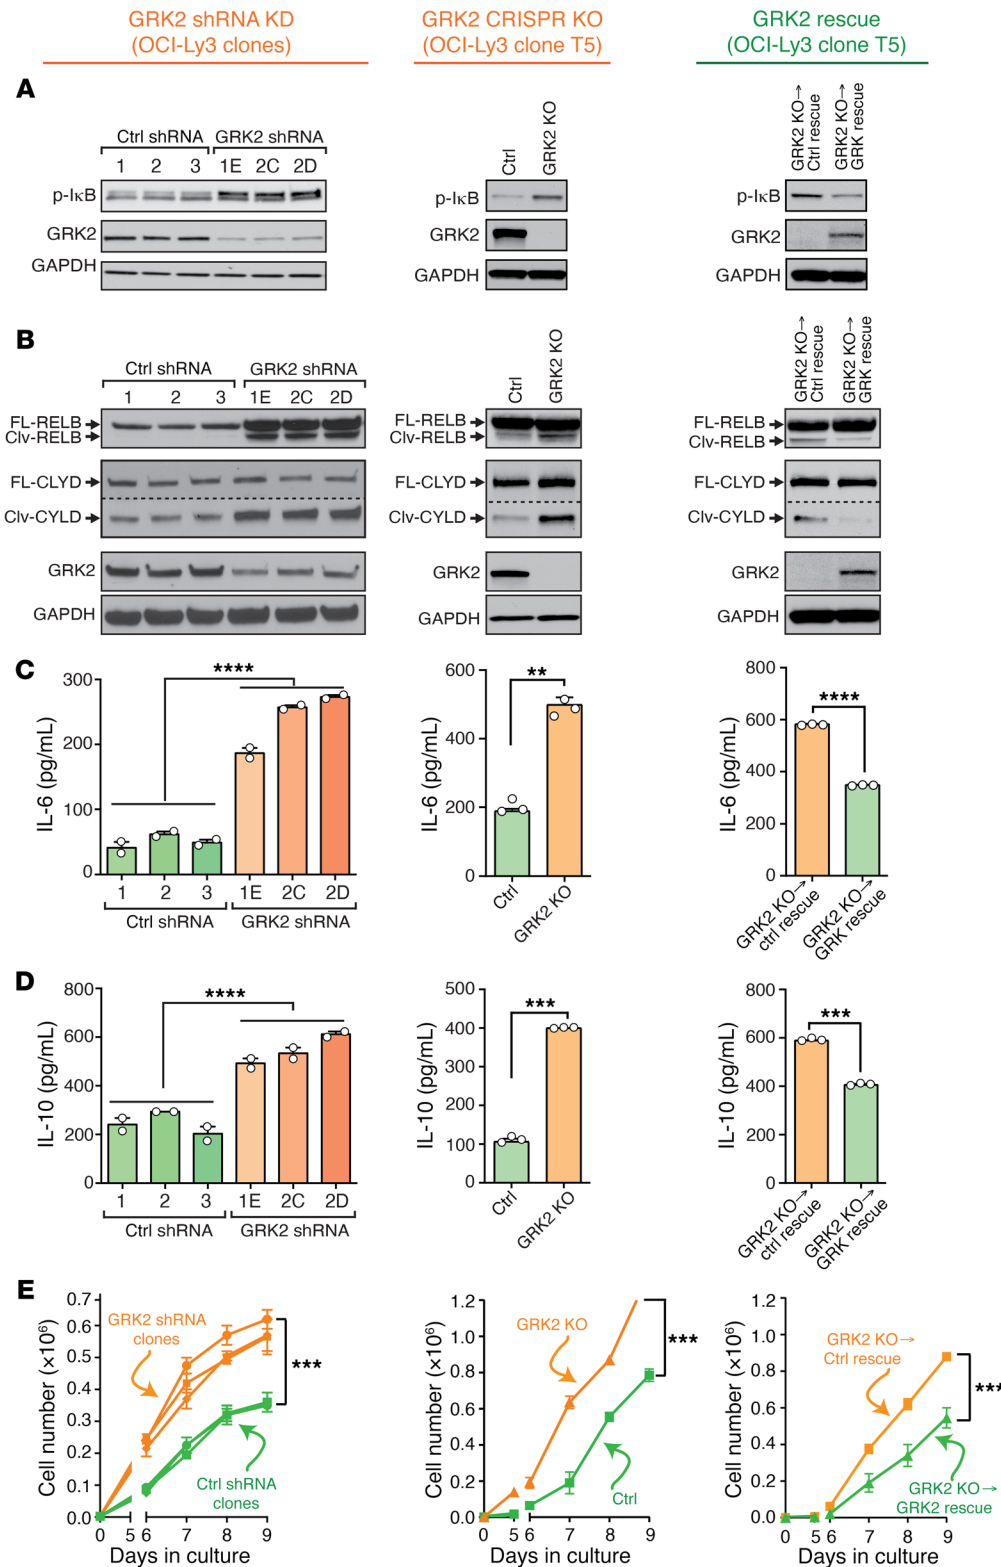 GRK2 shRNA KD
(OCI-Ly3 clones)
GRK2 CRISPR KO
(OCI-Ly3 clone T5)
GRK2 rescue
(OCI-Ly3 clone T5)
A
Ctrl shRNA
GRK2 shRNA
1 2 3 1E 2C 2D
p-IκB
GRK2
GAPDH
Ctrl
GRK2 KO
p-IκB
GRK2
GAPDH
GRK2 KO→
Ctrl rescue
GRK2 KO→
GRK rescue
p-IκB
GRK2
GAPDH
B
Ctrl shRNA
GRK2 shRNA
1 2 3 1E 2C 2D
FL-RELB
Clv-RELB
FL-CLYD
Clv-CYLD
GRK2
GAPDH
Ctrl
GRK2 KO
FL-RELB
Clv-RELB
FL-CLYD
Clv-CYLD
GRK2
GAPDH
GRK2 KO→
Ctrl rescue
GRK2 KO→
GRK rescue
FL-RELB
Clv-RELB
FL-CLYD
Clv-CYLD
GRK2
GAPDH
C
IL-6 (pg/mL)
300
200
100
0
****
1 2 3 1E 2C 2D
Ctrl shRNA
GRK2 shRNA
IL-6 (pg/mL)
600
400
200
0
**
Ctrl
GRK2 KO
IL-6 (pg/mL)
800
600
400
200
0
****
GRK2 KO→
ctrl rescue
GRK2 KO→
GRK rescue
D
IL-10 (pg/mL)
800
600
400
200
0
****
1 2 3 1E 2C 2D
Ctrl shRNA
GRK2 shRNA
IL-10 (pg/mL)
500
400
300
200
100
0
***
Ctrl
GRK2 KO
IL-10 (pg/mL)
800
600
400
200
0
***
GRK2 KO→
ctrl rescue
GRK2 KO→
GRK rescue
E
Cell number (×10⁶)
0.7
0.6
0.5
0.4
0.3
0.2
0.1
0.0
GRK2 shRNA
clones
***
Ctrl shRNA
clones
0 5 6 7 8 9
Days in culture
Cell number (×10⁶)
1.2
1.0
0.8
0.6
0.4
0.2
0.0
GRK2 KO
***
Ctrl
0 5 6 7 8 9
Days in culture
Cell number (×10⁶)
1.2
1.0
0.8
0.6
0.4
0.2
0.0
GRK2 KO→
Ctrl rescue
***
GRK2 KO→
GRK2 rescue
0 5 6 7 8 9
Days in culture